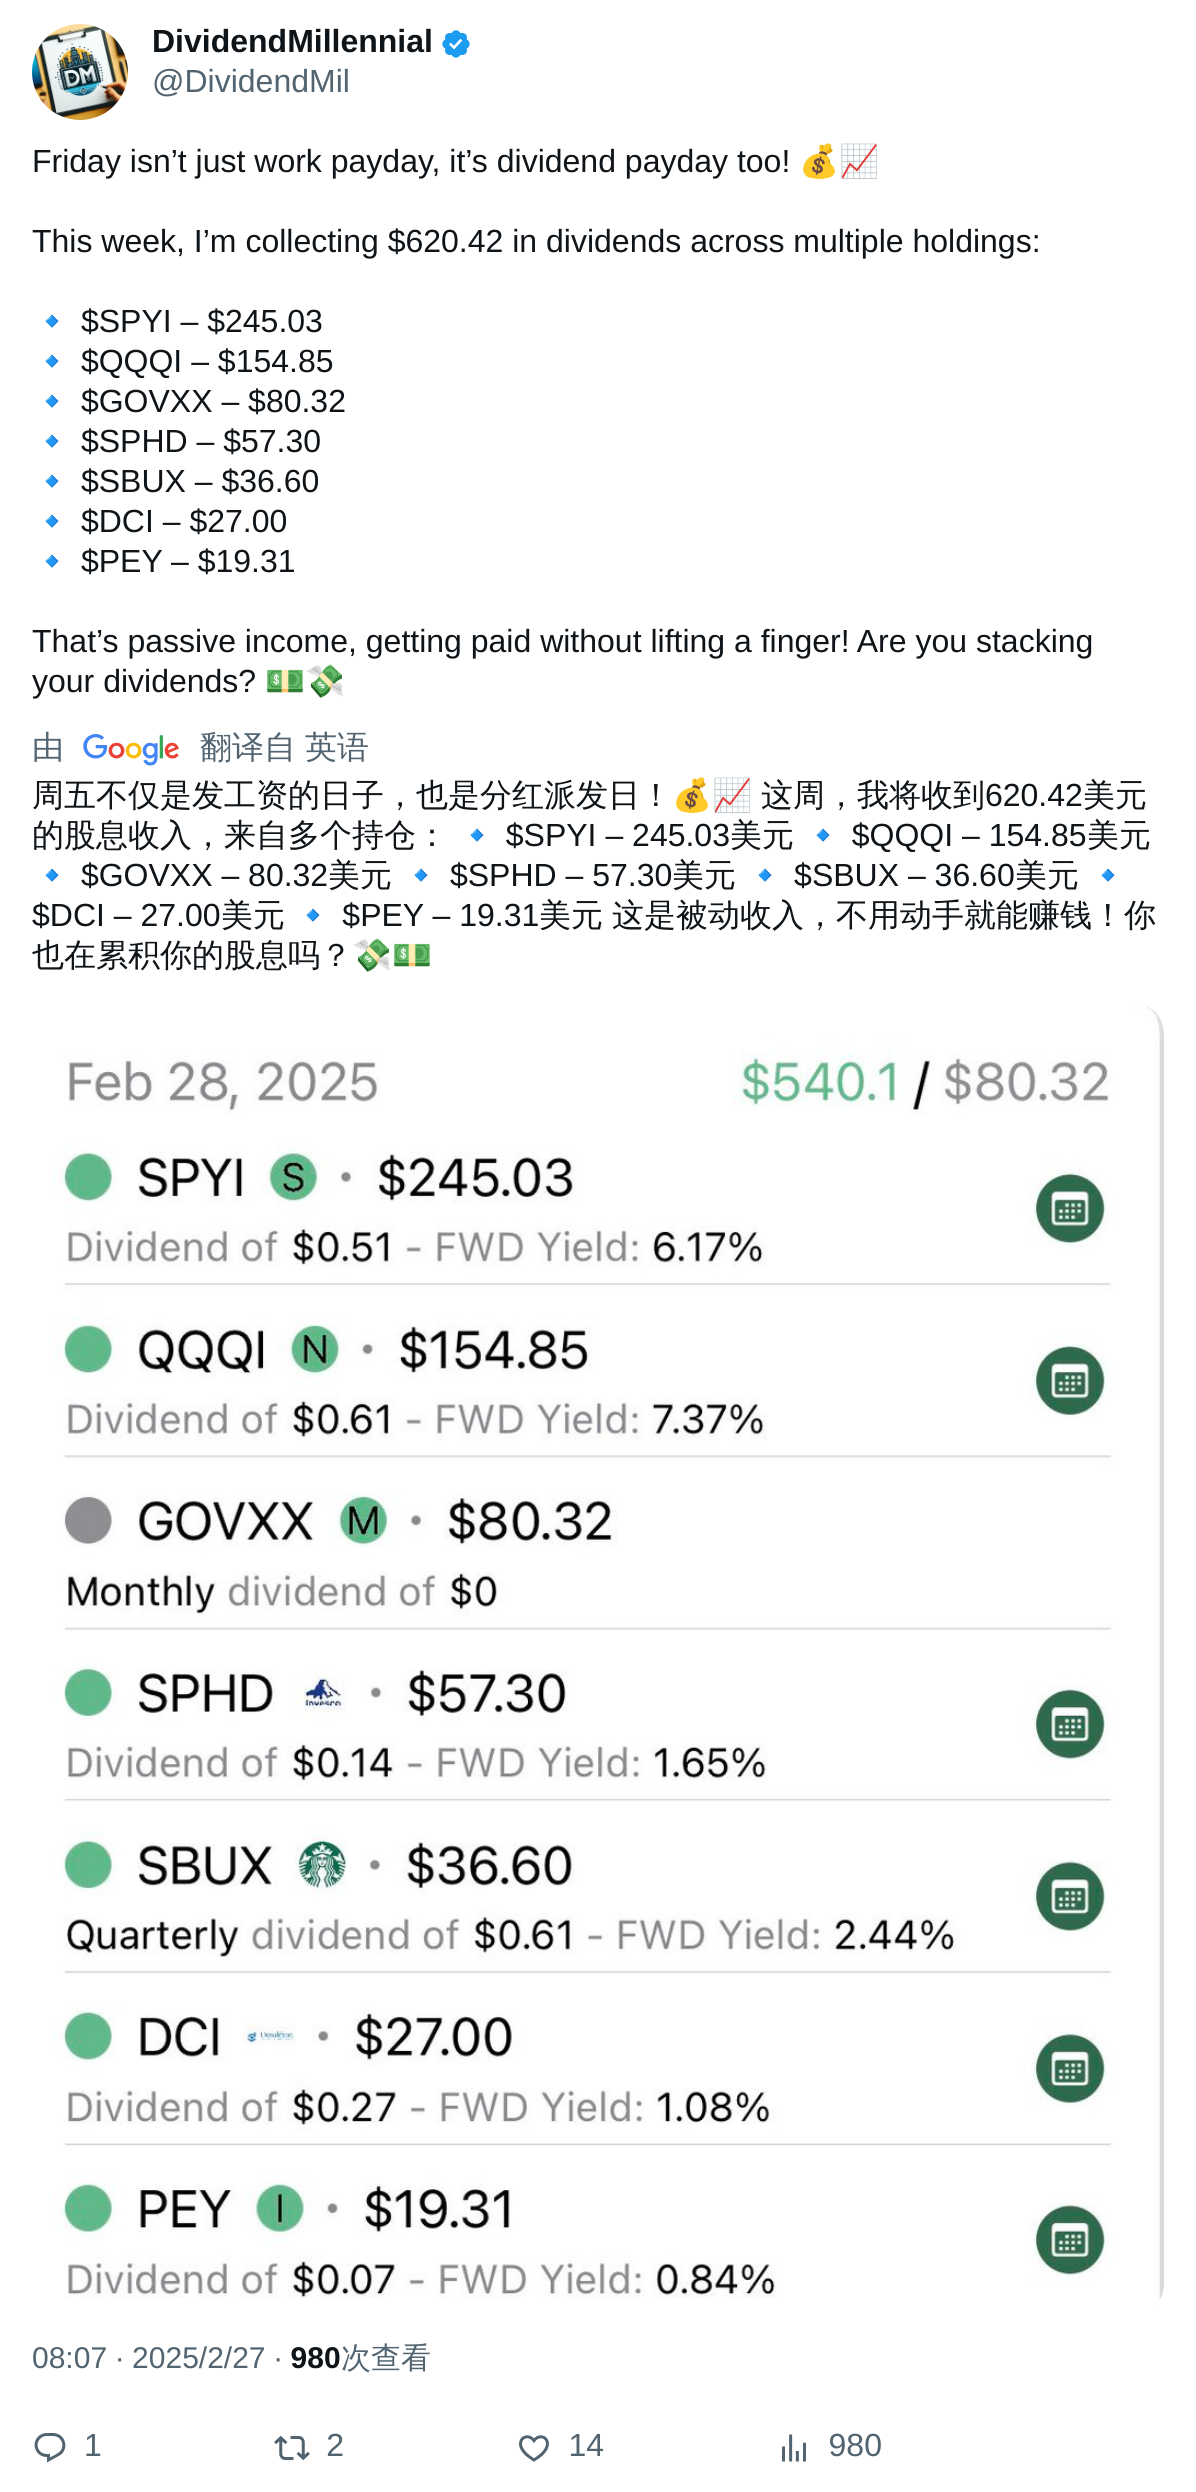 DividendMillennial
@DividendMil
Friday isn’t just work payday, it’s dividend payday too! 💰📈
This week, I’m collecting $620.42 in dividends across multiple holdings:
🔹 $SPYI – $245.03
🔹 $QQQI – $154.85
🔹 $GOVXX – $80.32
🔹 $SPHD – $57.30
🔹 $SBUX – $36.60
🔹 $DCI – $27.00
🔹 $PEY – $19.31
That’s passive income, getting paid without lifting a finger! Are you stacking
your dividends? 💵💸
由 Google 翻译自 英语
周五不仅是发工资的日子，也是分红派发日！💰📈 这周，我将收到620.42美元
的股息收入，来自多个持仓： 🔹 $SPYI – 245.03美元 🔹 $QQQI – 154.85美元
🔹 $GOVXX – 80.32美元 🔹 $SPHD – 57.30美元 🔹 $SBUX – 36.60美元 🔹
$DCI – 27.00美元 🔹 $PEY – 19.31美元 这是被动收入，不用动手就能赚钱！你
也在累积你的股息吗？💸💵
Feb 28, 2025 $540.1 / $80.32
SPYI S · $245.03
Dividend of $0.51 - FWD Yield: 6.17%
QQQI N · $154.85
Dividend of $0.61 - FWD Yield: 7.37%
GOVXX M · $80.32
Monthly dividend of $0
SPHD Invesco · $57.30
Dividend of $0.14 - FWD Yield: 1.65%
SBUX · $36.60
Quarterly dividend of $0.61 - FWD Yield: 2.44%
DCI Donaldson · $27.00
Dividend of $0.27 - FWD Yield: 1.08%
PEY I · $19.31
Dividend of $0.07 - FWD Yield: 0.84%
08:07 · 2025/2/27 · 980次查看
1 2 14 980